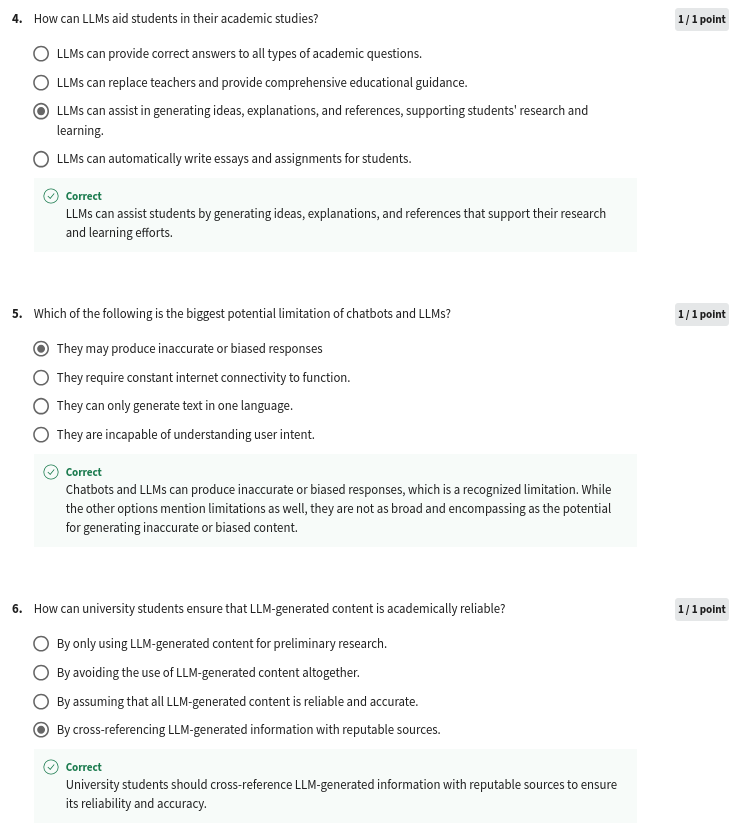 4. How can LLMs aid students in their academic studies? 1 / 1 point
LLMs can provide correct answers to all types of academic questions.
LLMs can replace teachers and provide comprehensive educational guidance.
LLMs can assist in generating ideas, explanations, and references, supporting students' research and
learning.
LLMs can automatically write essays and assignments for students.
Correct
LLMs can assist students by generating ideas, explanations, and references that support their research
and learning efforts.
5. Which of the following is the biggest potential limitation of chatbots and LLMs? 1 / 1 point
They may produce inaccurate or biased responses
They require constant internet connectivity to function.
They can only generate text in one language.
They are incapable of understanding user intent.
Correct
Chatbots and LLMs can produce inaccurate or biased responses, which is a recognized limitation. While
the other options mention limitations as well, they are not as broad and encompassing as the potential
for generating inaccurate or biased content.
6. How can university students ensure that LLM-generated content is academically reliable? 1 / 1 point
By only using LLM-generated content for preliminary research.
By avoiding the use of LLM-generated content altogether.
By assuming that all LLM-generated content is reliable and accurate.
By cross-referencing LLM-generated information with reputable sources.
Correct
University students should cross-reference LLM-generated information with reputable sources to ensure
its reliability and accuracy.